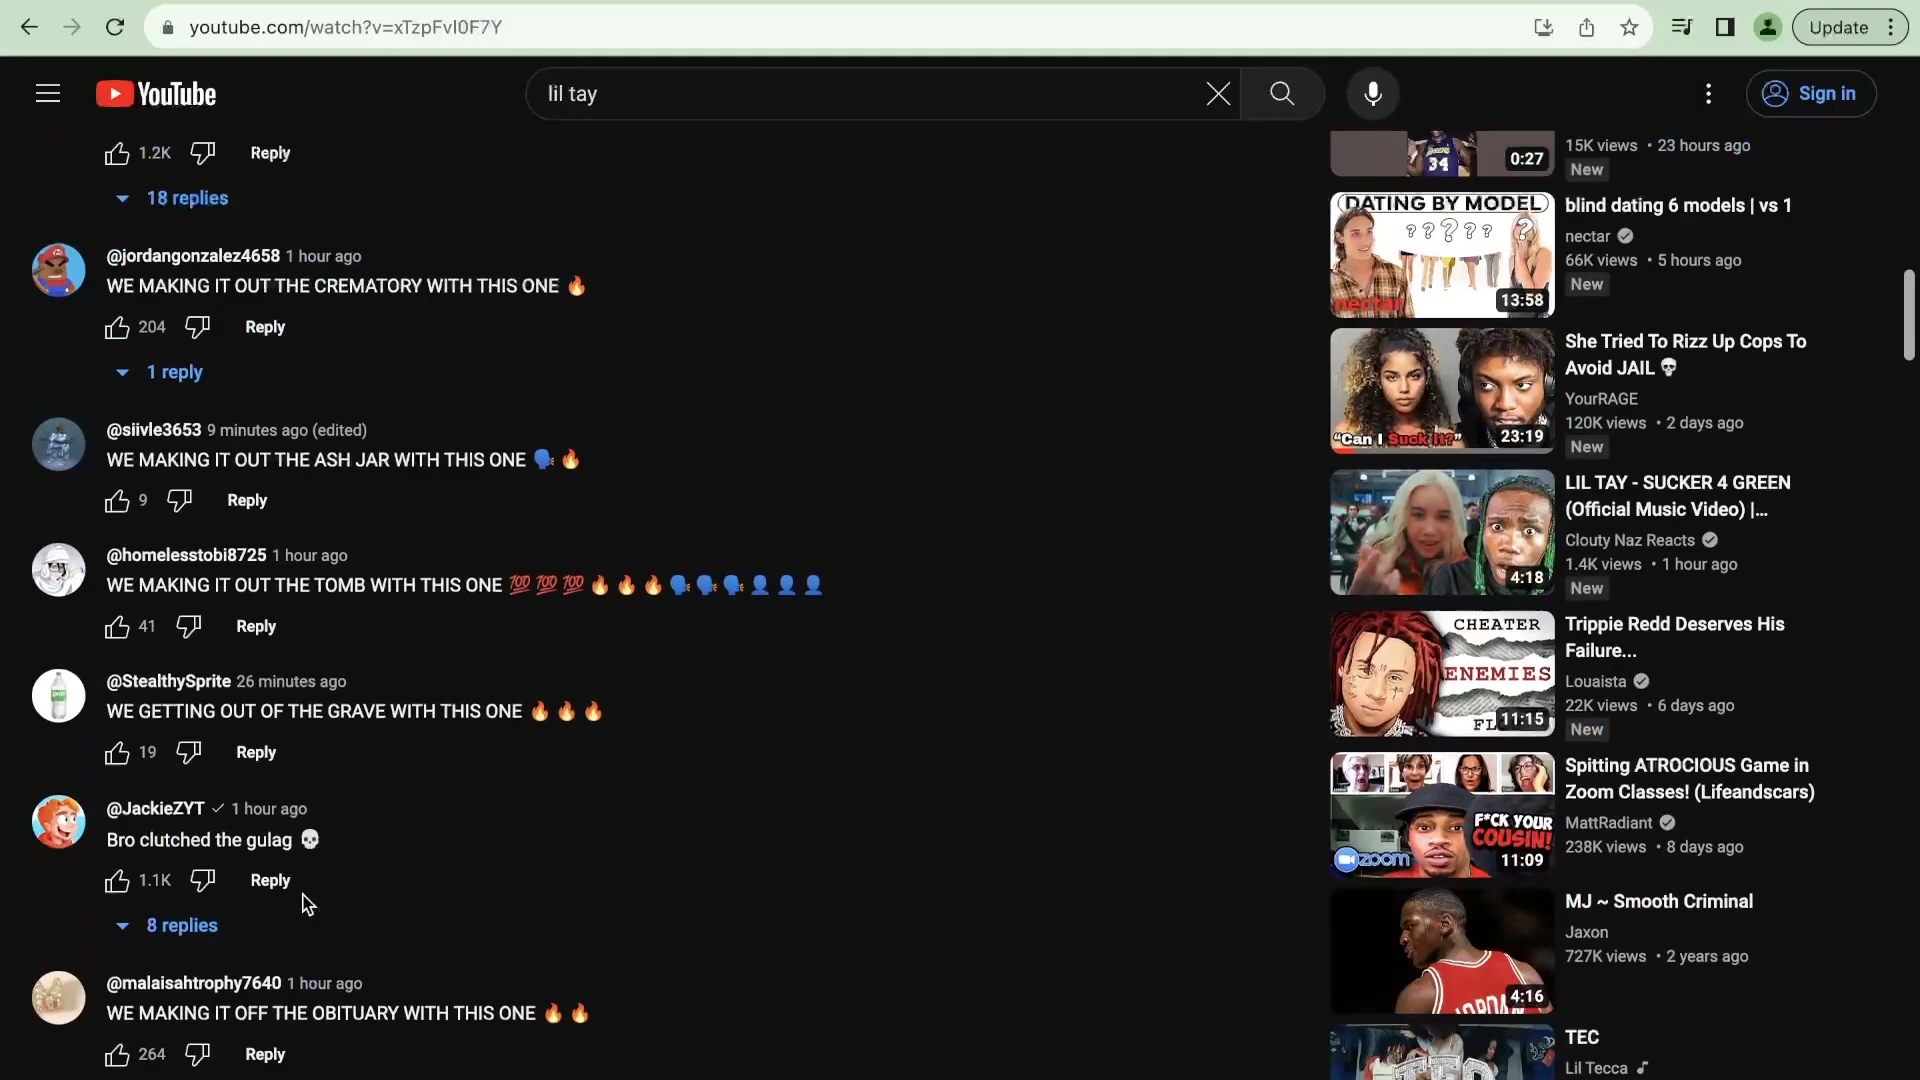 youtube.com/watch?v=xTzpFvI0F7Y
Update
YouTube
lil tay
Sign in
1.2K
Reply
18 replies
@jordangonzalez4658 1 hour ago
WE MAKING IT OUT THE CREMATORY WITH THIS ONE 🔥
204
Reply
1 reply
@siivle3653 9 minutes ago (edited)
WE MAKING IT OUT THE ASH JAR WITH THIS ONE 🗣🔥
9
Reply
@homelesstobi8725 1 hour ago
WE MAKING IT OUT THE TOMB WITH THIS ONE 💯💯💯🔥🔥🔥🗣🗣🗣👤👤👤
41
Reply
@StealthySprite 26 minutes ago
WE GETTING OUT OF THE GRAVE WITH THIS ONE 🔥🔥🔥
19
Reply
@JackieZYT ✓ 1 hour ago
Bro clutched the gulag 💀
1.1K
Reply
8 replies
@malaisahtrophy7640 1 hour ago
WE MAKING IT OFF THE OBITUARY WITH THIS ONE 🔥🔥
264
Reply
34
0:27
15K views • 23 hours ago
New
DATING BY MODEL
? ? ? ? ?
?
nectar
13:58
blind dating 6 models | vs 1
nectar
66K views • 5 hours ago
New
"Can I Suck It?"
23:19
She Tried To Rizz Up Cops To
Avoid JAIL 💀
YourRAGE
120K views • 2 days ago
New
4:18
LIL TAY - SUCKER 4 GREEN
(Official Music Video) |...
Clouty Naz Reacts
1.4K views • 1 hour ago
New
CHEATER
ENEMIES
11:15
Trippie Redd Deserves His
Failure...
Louaista
22K views • 6 days ago
New
F*CK YOUR
COUSIN!
zoom
11:09
Spitting ATROCIOUS Game in
Zoom Classes! (Lifeandscars)
MattRadiant
238K views • 8 days ago
4:16
MJ ~ Smooth Criminal
Jaxon
727K views • 2 years ago
TEC
Lil Tecca